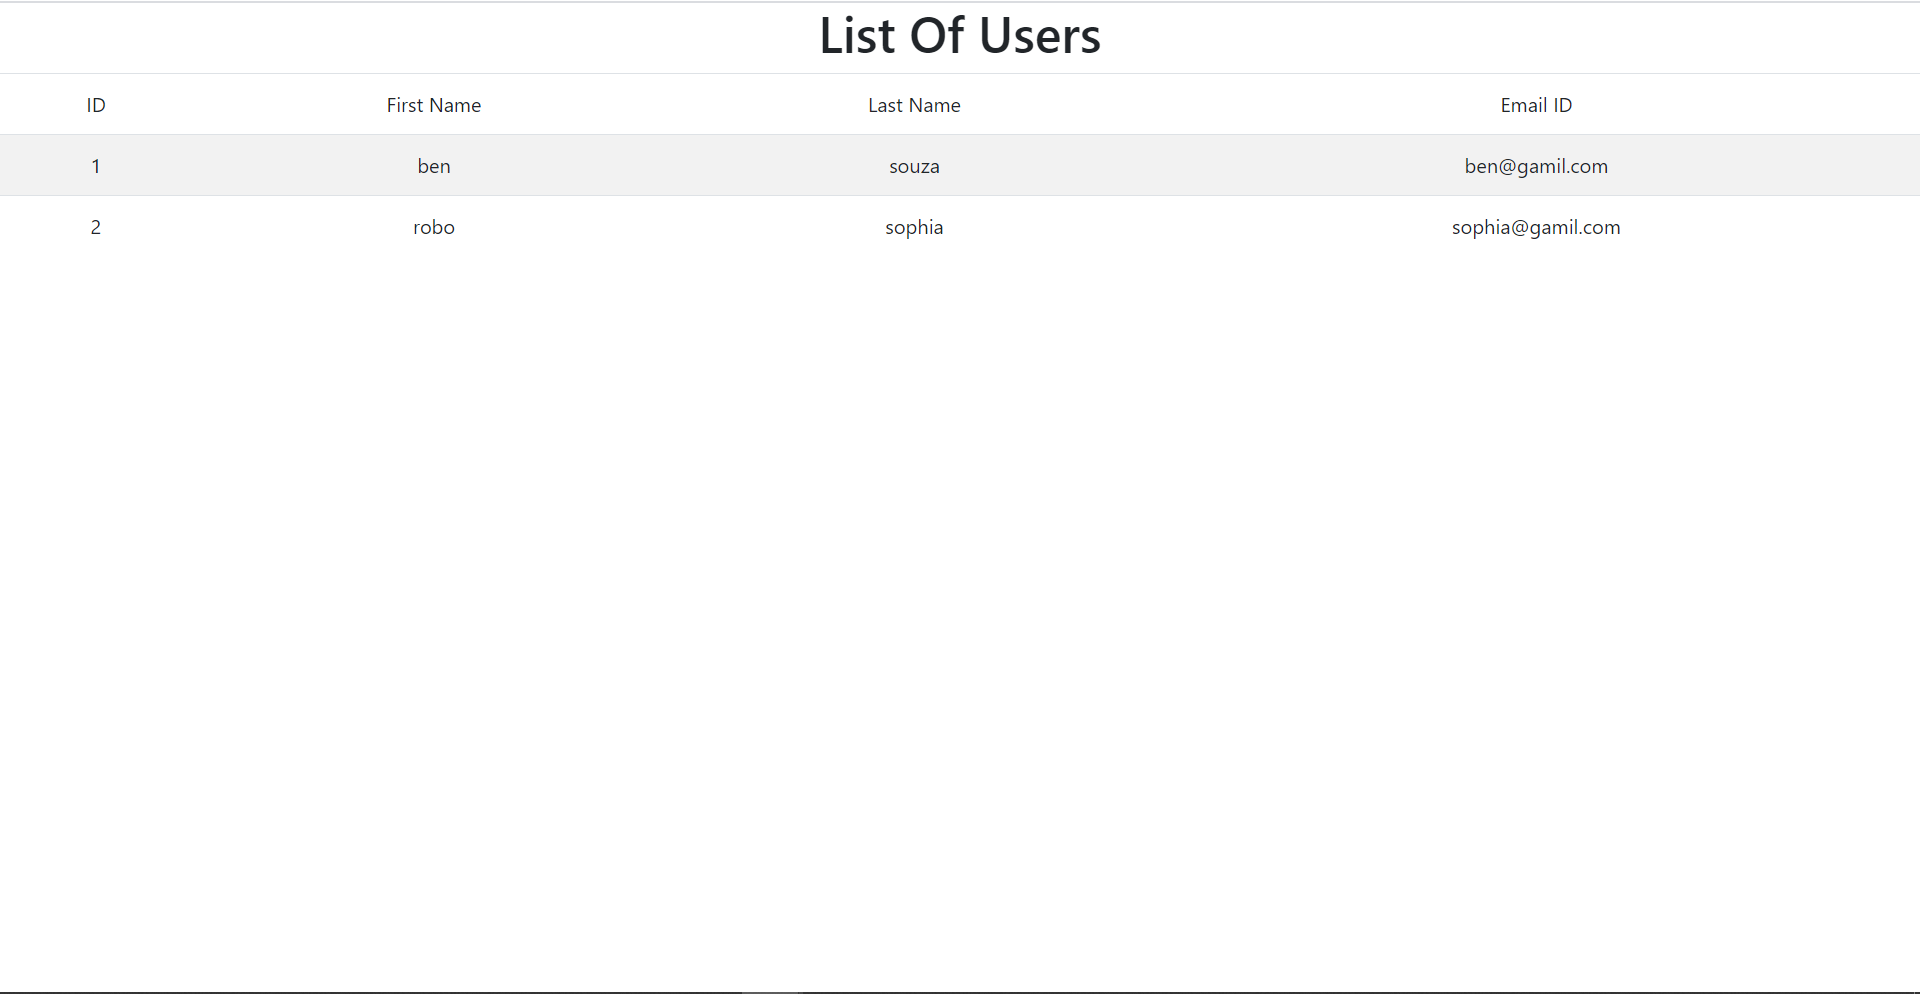 List Of Users
ID First Name Last Name Email ID
1 ben souza ben@gamil.com
2 robo sophia sophia@gamil.com